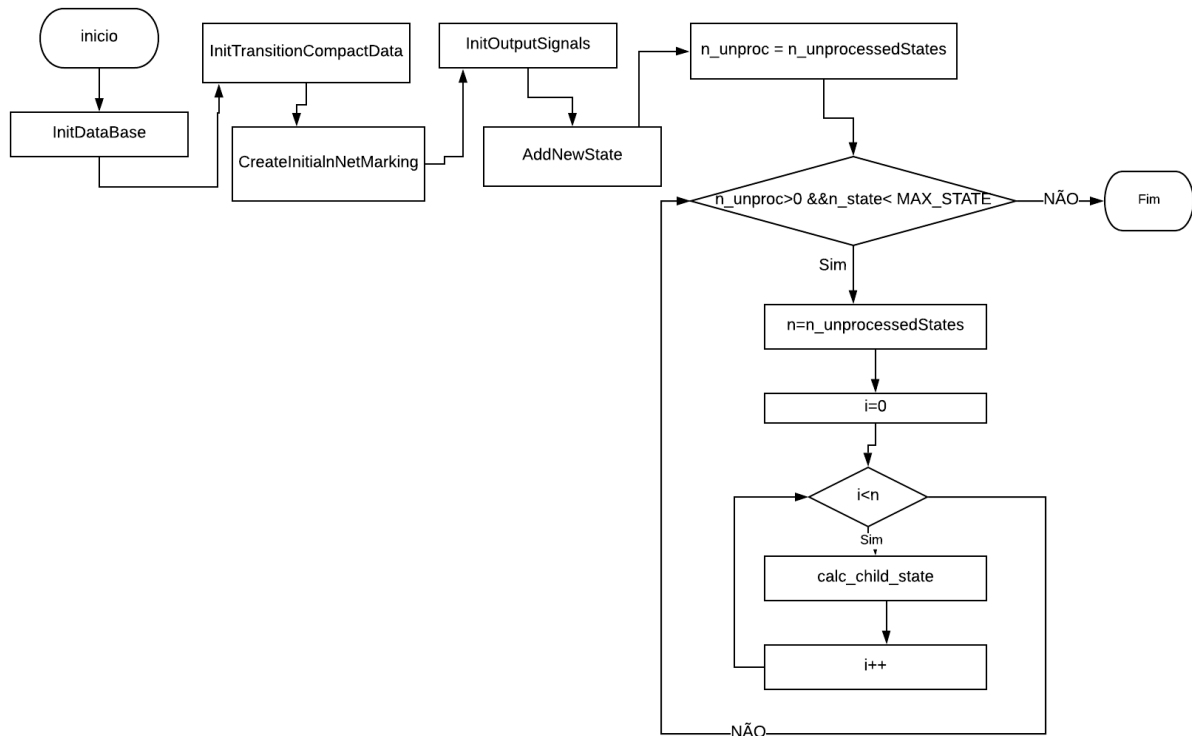 inicio
InitDataBase
InitTransitionCompactData
CreateInitialnNetMarking
InitOutputSignals
AddNewState
n_unproc = n_unprocessedStates
n_unproc>0 &&n_state< MAX_STATE
NÃO
Fim
Sim
n=n_unprocessedStates
i=0
i<n
Sim
calc_child_state
i++
NÃO